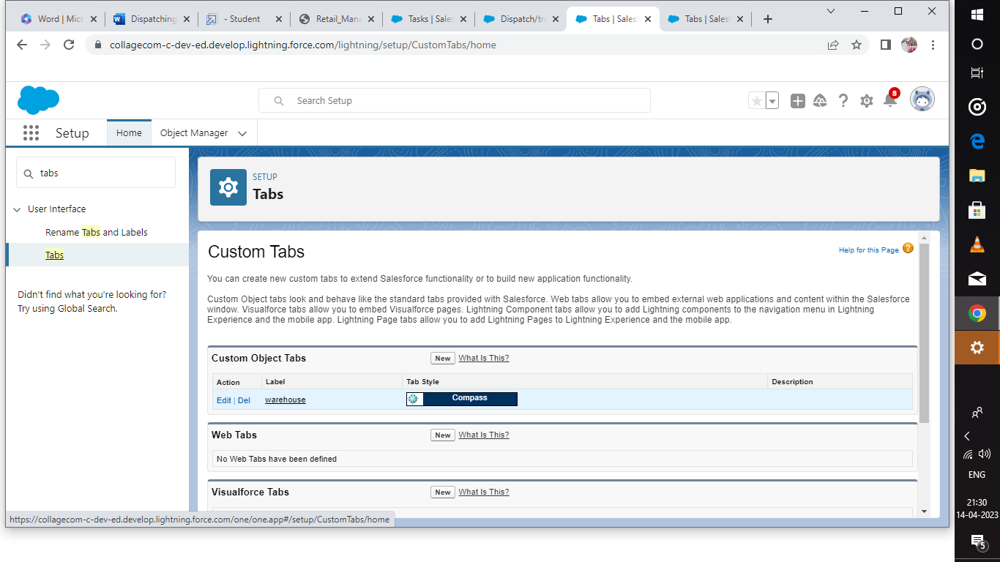 Word | Micr
Dispatching
- Student
Retail_Mana
Tasks | Sales
Dispatch/tra
Tabs | Sales
Tabs | Sales
collagecom-c-dev-ed.develop.lightning.force.com/lightning/setup/CustomTabs/home
Search Setup
8
Setup
Home
Object Manager
tabs
User Interface
Rename Tabs and Labels
Tabs
Didn't find what you're looking for?
Try using Global Search.
SETUP
Tabs
Custom Tabs
Help for this Page ?
You can create new custom tabs to extend Salesforce functionality or to build new application functionality.
Custom Object tabs look and behave like the standard tabs provided with Salesforce. Web tabs allow you to embed external web applications and content within the Salesforce
window. Visualforce tabs allow you to embed Visualforce pages. Lightning Component tabs allow you to add Lightning components to the navigation menu in Lightning
Experience and the mobile app. Lightning Page tabs allow you to add Lightning Pages to Lightning Experience and the mobile app.
Custom Object Tabs New What Is This?
Action Label Tab Style Description
Edit | Del warehouse Compass
Web Tabs New What Is This?
No Web Tabs have been defined
Visualforce Tabs New What Is This?
https://collagecom-c-dev-ed.develop.lightning.force.com/one/one.app#/setup/CustomTabs/home
ENG
21:30
14-04-2023
5